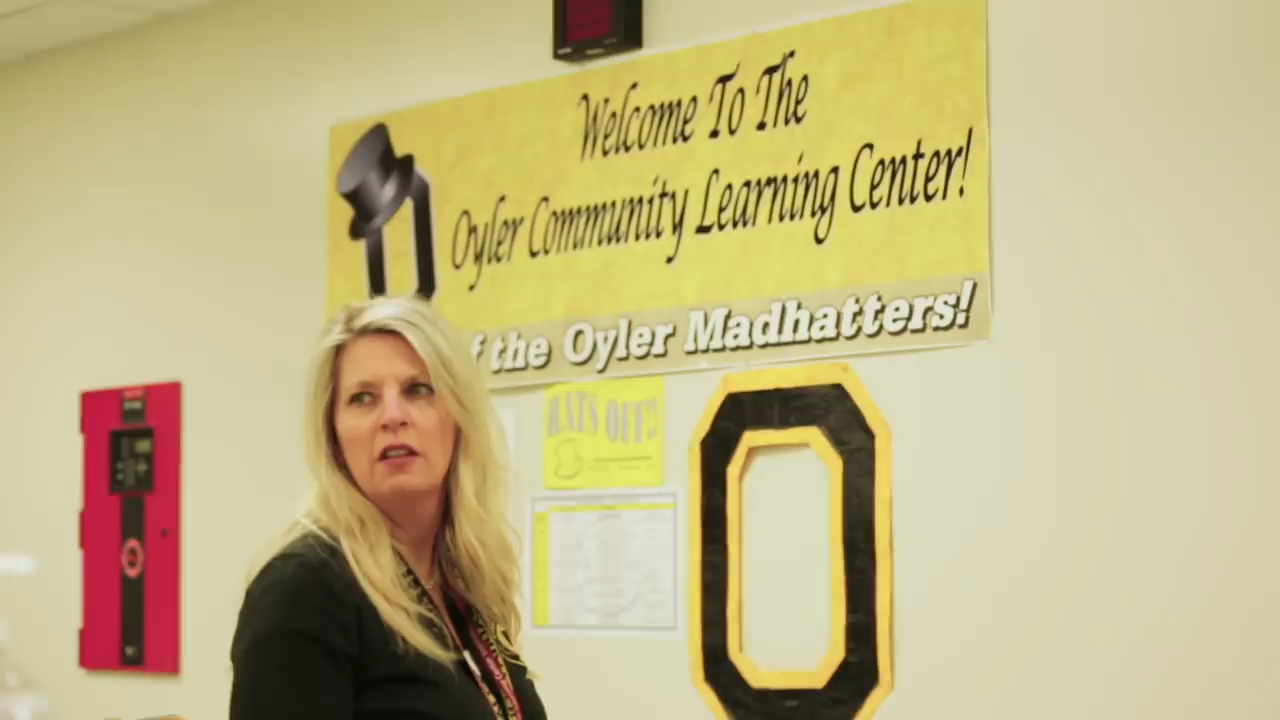 Welcome To The
Oyler Community Learning Center!
f the Oyler Madhatters!
HATS OFF!!
O